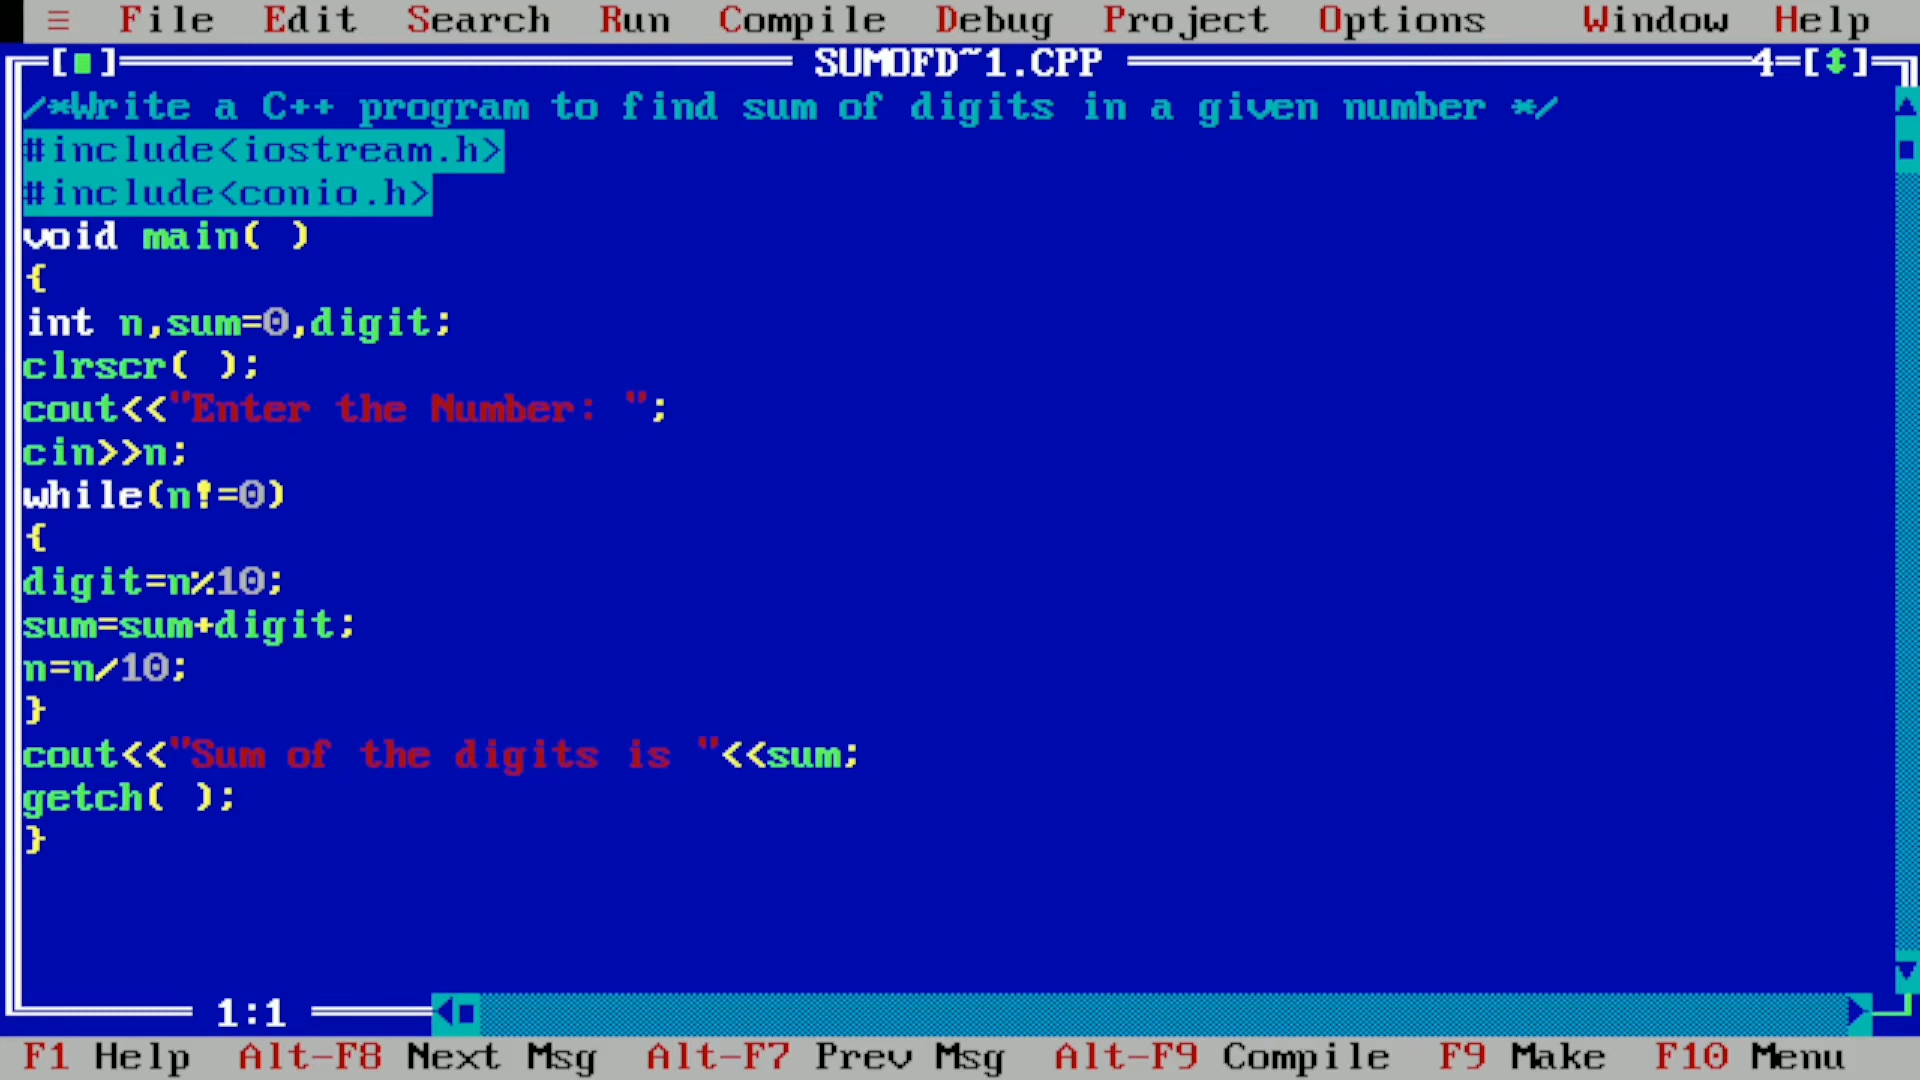 ≡ File Edit Search Run Compile Debug Project Options Window Help
[■] SUMOFD~1.CPP 4=[↕]
/*Write a C++ program to find sum of digits in a given number */
#include<iostream.h>
#include<conio.h>
void main( )
{
int n,sum=0,digit;
clrscr( );
cout<<"Enter the Number: ";
cin>>n;
while(n!=0)
{
digit=n%10;
sum=sum+digit;
n=n/10;
}
cout<<"Sum of the digits is "<<sum;
getch( );
}
1:1
F1 Help Alt-F8 Next Msg Alt-F7 Prev Msg Alt-F9 Compile F9 Make F10 Menu